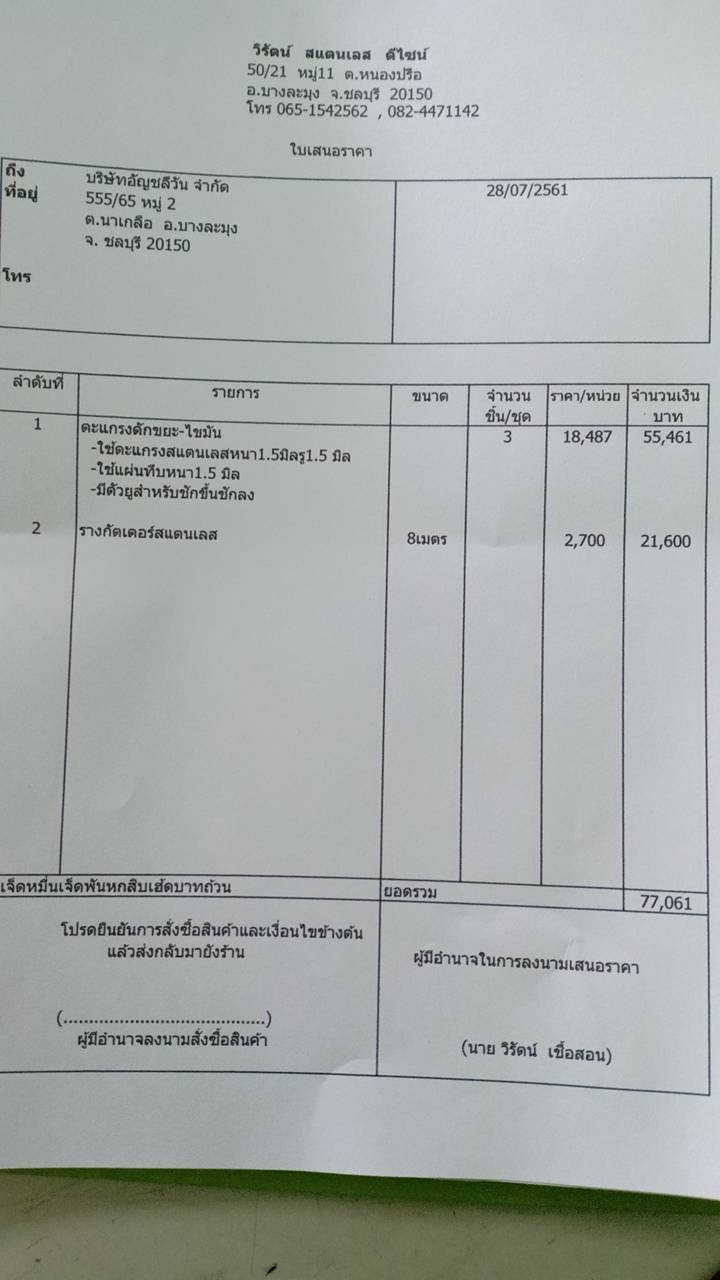 วิรัตน์ สแตนเลส ดีไซน์
50/21 หมู่11 ต.หนองปรือ
อ.บางละมุง จ.ชลบุรี 20150
โทร 065-1542562 , 082-4471142
ใบเสนอราคา
ถึง บริษัทอัญชลีวัน จำกัด 28/07/2561
ที่อยู่ 555/65 หมู่ 2
ต.นาเกลือ อ.บางละมุง
จ. ชลบุรี 20150
โทร
ลำดับที่ รายการ ขนาด จำนวน ราคา/หน่วย จำนวนเงิน
ชิ้น/ชุด บาท
1 ตะแกรงดักขยะ-ไขมัน 3 18,487 55,461
-ใช้ตะแกรงสแตนเลสหนา1.5มิลรู1.5 มิล
-ใช้แผ่นทึบหนา1.5 มิล
-มีตัวยูสำหรับชักขึ้นชักลง
2 รางกัตเตอร์สแตนเลส 8เมตร 2,700 21,600
เจ็ดหมื่นเจ็ดพันหกสิบเฮ้ดบาทถ้วน ยอดรวม 77,061
โปรดยืนยันการสั่งซื้อสินค้าและเงื่อนไขข้างต้น
แล้วส่งกลับมายังร้าน
ผู้มีอำนาจในการลงนามเสนอราคา
(........................................)
ผู้มีอำนาจลงนามสั่งซื้อสินค้า
(นาย วิรัตน์ เชื้อสอน)